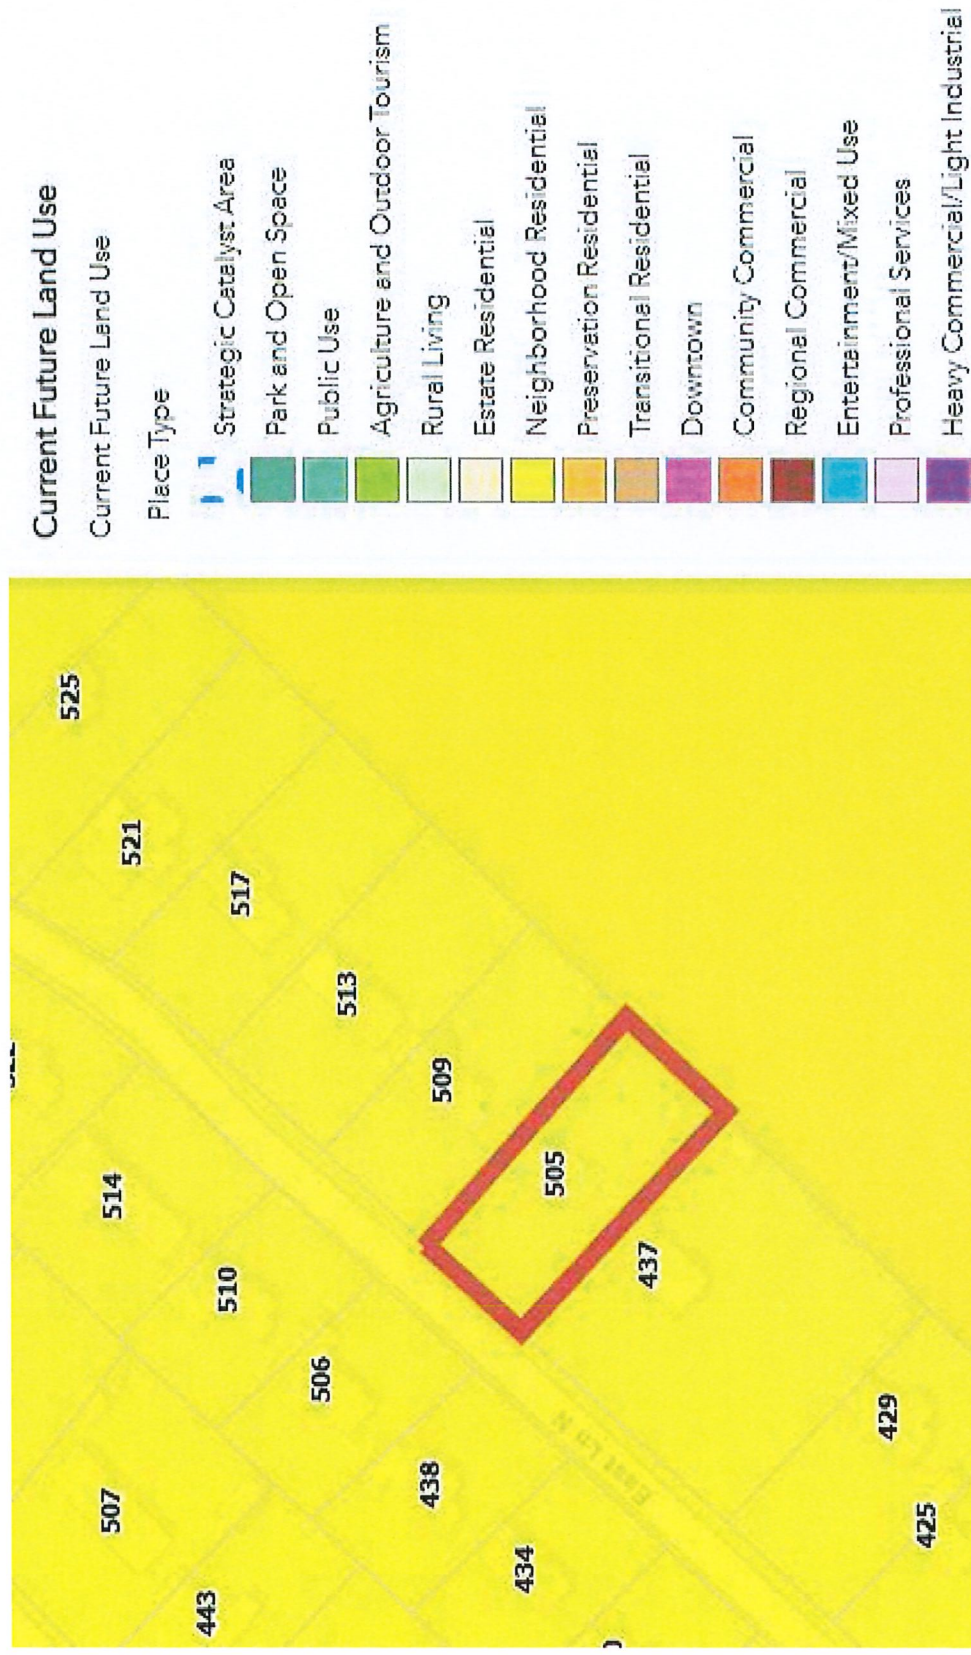 Current Future Land Use
Current Future Land Use
Place Type
Strategic Catalyst Area
Park and Open Space
Public Use
Agriculture and Outdoor Tourism
Rural Living
Estate Residential
Neighborhood Residential
Preservation Residential
Transitional Residential
Downtown
Community Commercial
Regional Commercial
Entertainment/Mixed Use
Professional Services
Heavy Commercial/Light Industrial
525
521
517
513
509
505
437
514
510
506
438
434
507
443
East Ln N
429
425